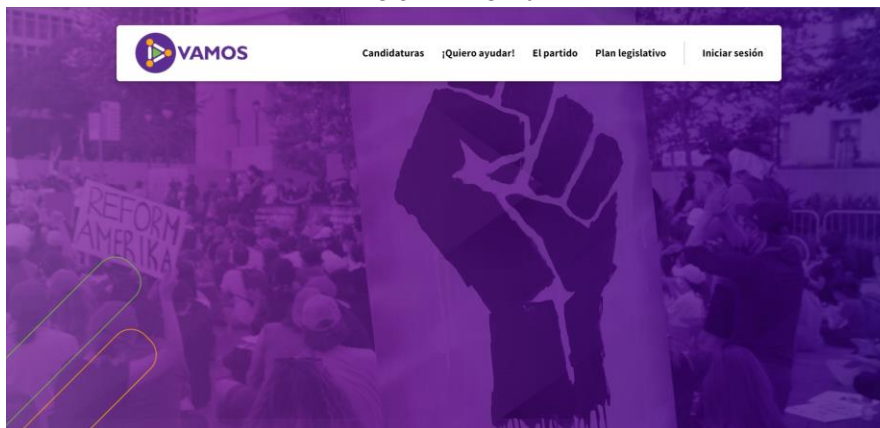 VAMOS
Candidaturas ¡Quiero ayudar! El partido Plan legislativo Iniciar sesión
REFORM
AMERIKA